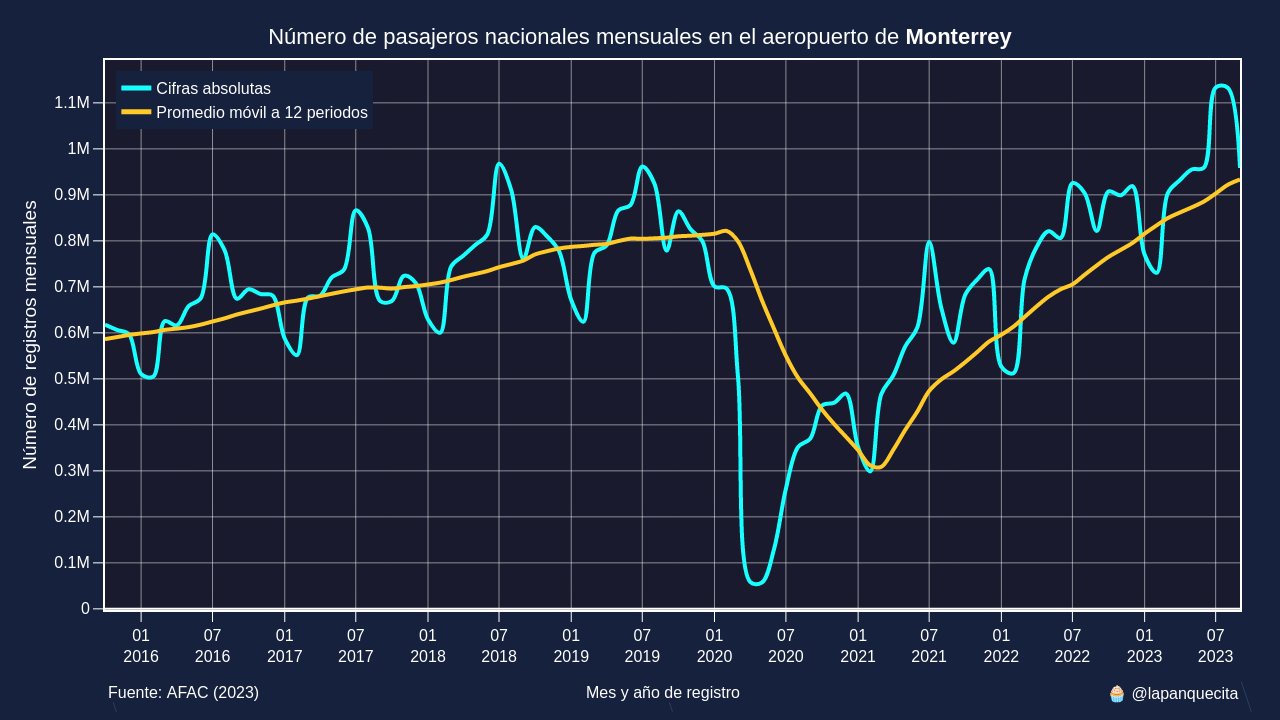 Número de pasajeros nacionales mensuales en el aeropuerto de Monterrey
Cifras absolutas
Promedio móvil a 12 periodos
Número de registros mensuales
1.1M
1M
0.9M
0.8M
0.7M
0.6M
0.5M
0.4M
0.3M
0.2M
0.1M
0
01 07 01 07 01 07 01 07 01 07 01 07 01 07 01 07
2016 2016 2017 2017 2018 2018 2019 2019 2020 2020 2021 2021 2022 2022 2023 2023
Fuente: AFAC (2023)
Mes y año de registro
🧁 @lapanquecita